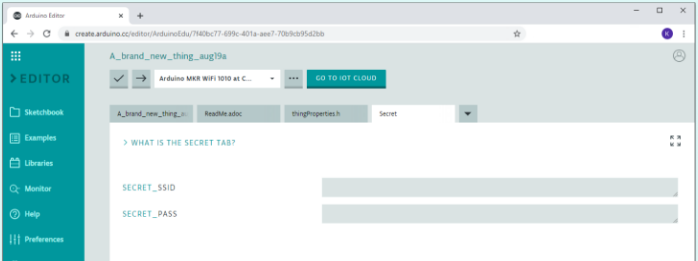 Arduino Editor
create.arduino.cc/editor/ArduinoEdu/7f40bc77-699c-401a-aee7-70b9cb95d2bb
K
A_brand_new_thing_aug19a
>EDITOR
Arduino MKR WiFi 1010 at C...
GO TO IOT CLOUD
Sketchbook
A_brand_new_thing_a
ReadMe.adoc
thingProperties.h
Secret
Examples
> WHAT IS THE SECRET TAB?
Libraries
Monitor
SECRET_SSID
Help
SECRET_PASS
Preferences